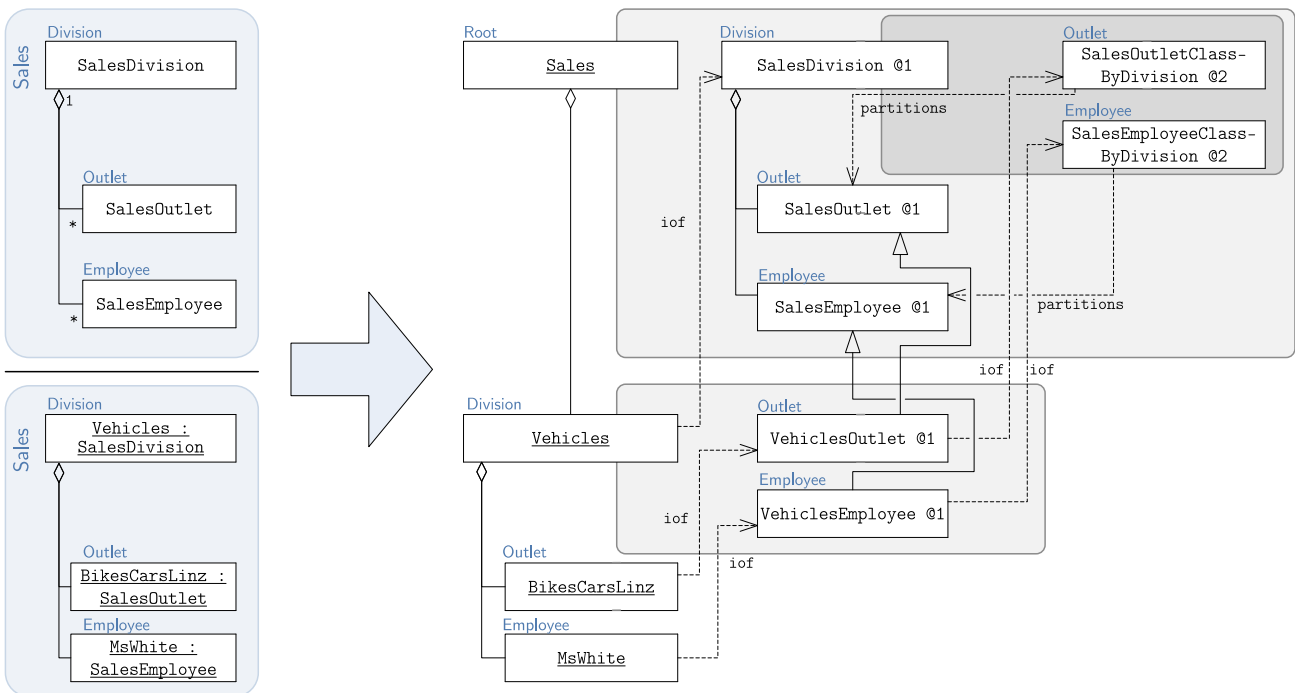 Sales
Division
SalesDivision
1
Outlet
SalesOutlet
*
Employee
SalesEmployee
*
Sales
Division
Vehicles :
SalesDivision
Outlet
BikesCarsLinz :
SalesOutlet
Employee
MsWhite :
SalesEmployee
Root
Sales
Division
SalesDivision @1
Outlet
SalesOutletClass-
ByDivision @2
partitions
Employee
SalesEmployeeClass-
ByDivision @2
Outlet
SalesOutlet @1
iof
Employee
SalesEmployee @1
partitions
iof
iof
Division
Vehicles
Outlet
VehiclesOutlet @1
Employee
VehiclesEmployee @1
iof
iof
Outlet
BikesCarsLinz
Employee
MsWhite